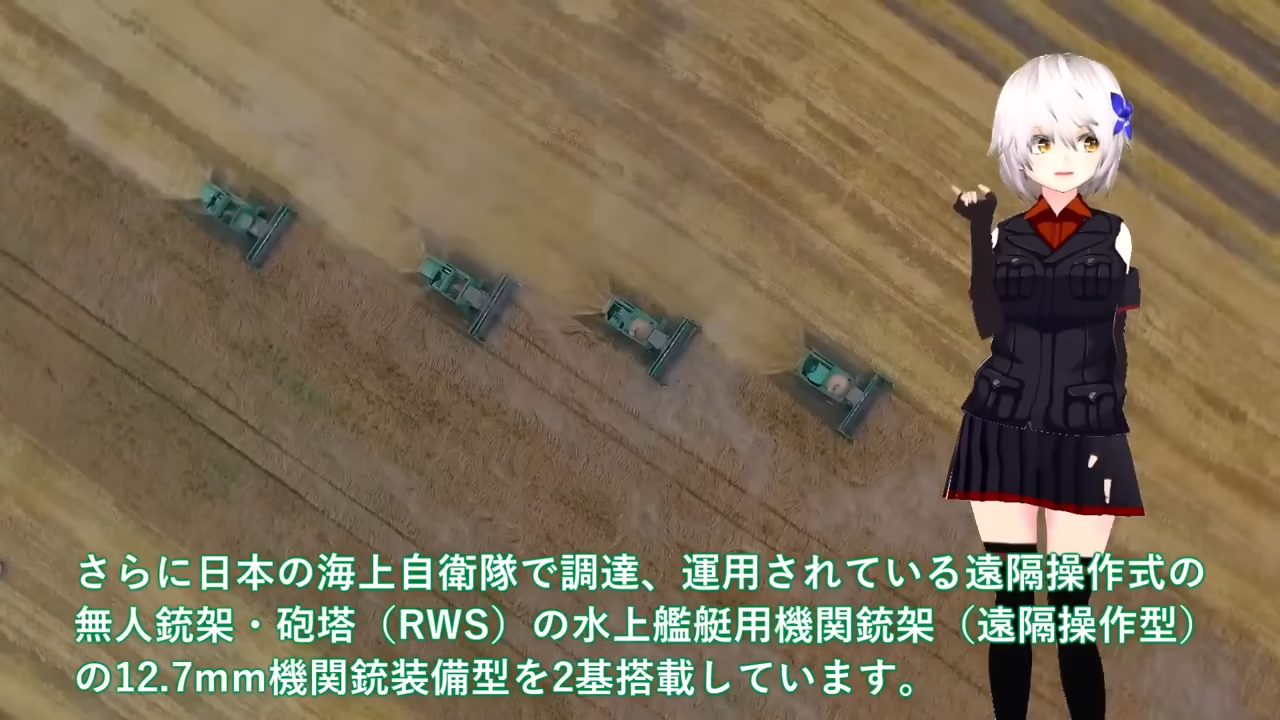 さらに日本の海上自衛隊で調達、運用されている遠隔操作式の
無人銃架・砲塔（RWS）の水上艦艇用機関銃架（遠隔操作型）
の12.7mm機関銃装備型を2基搭載しています。